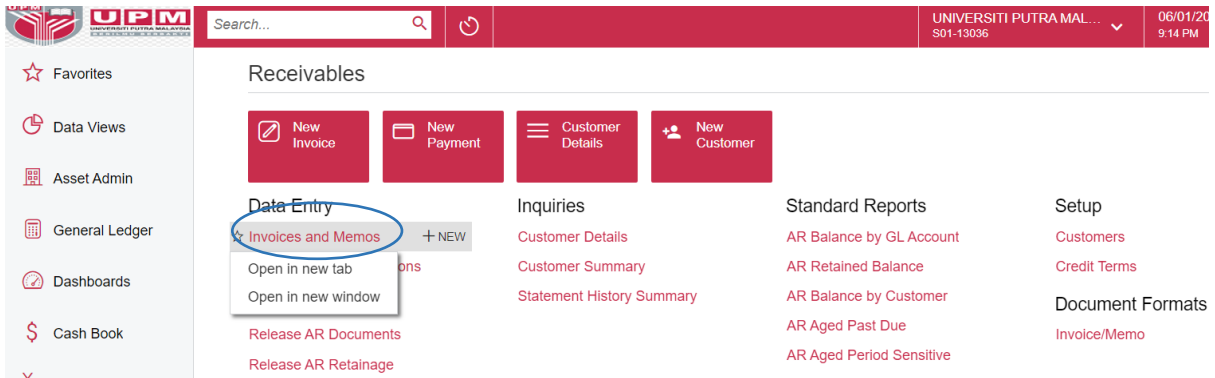 UPM
UPM
UNIVERSITI PUTRA MALAYSIA
Search...
UNIVERSITI PUTRA MAL...
S01-13036
06/01/20
9:14 PM
Favorites
Data Views
Asset Admin
General Ledger
Dashboards
Cash Book
Receivables
New
Invoice
New
Payment
Customer
Details
New
Customer
Data Entry
Invoices and Memos + NEW
Open in new tab
ons
Open in new window
Release AR Documents
Release AR Retainage
Inquiries
Customer Details
Customer Summary
Statement History Summary
Standard Reports
AR Balance by GL Account
AR Retained Balance
AR Balance by Customer
AR Aged Past Due
AR Aged Period Sensitive
Setup
Customers
Credit Terms
Document Formats
Invoice/Memo